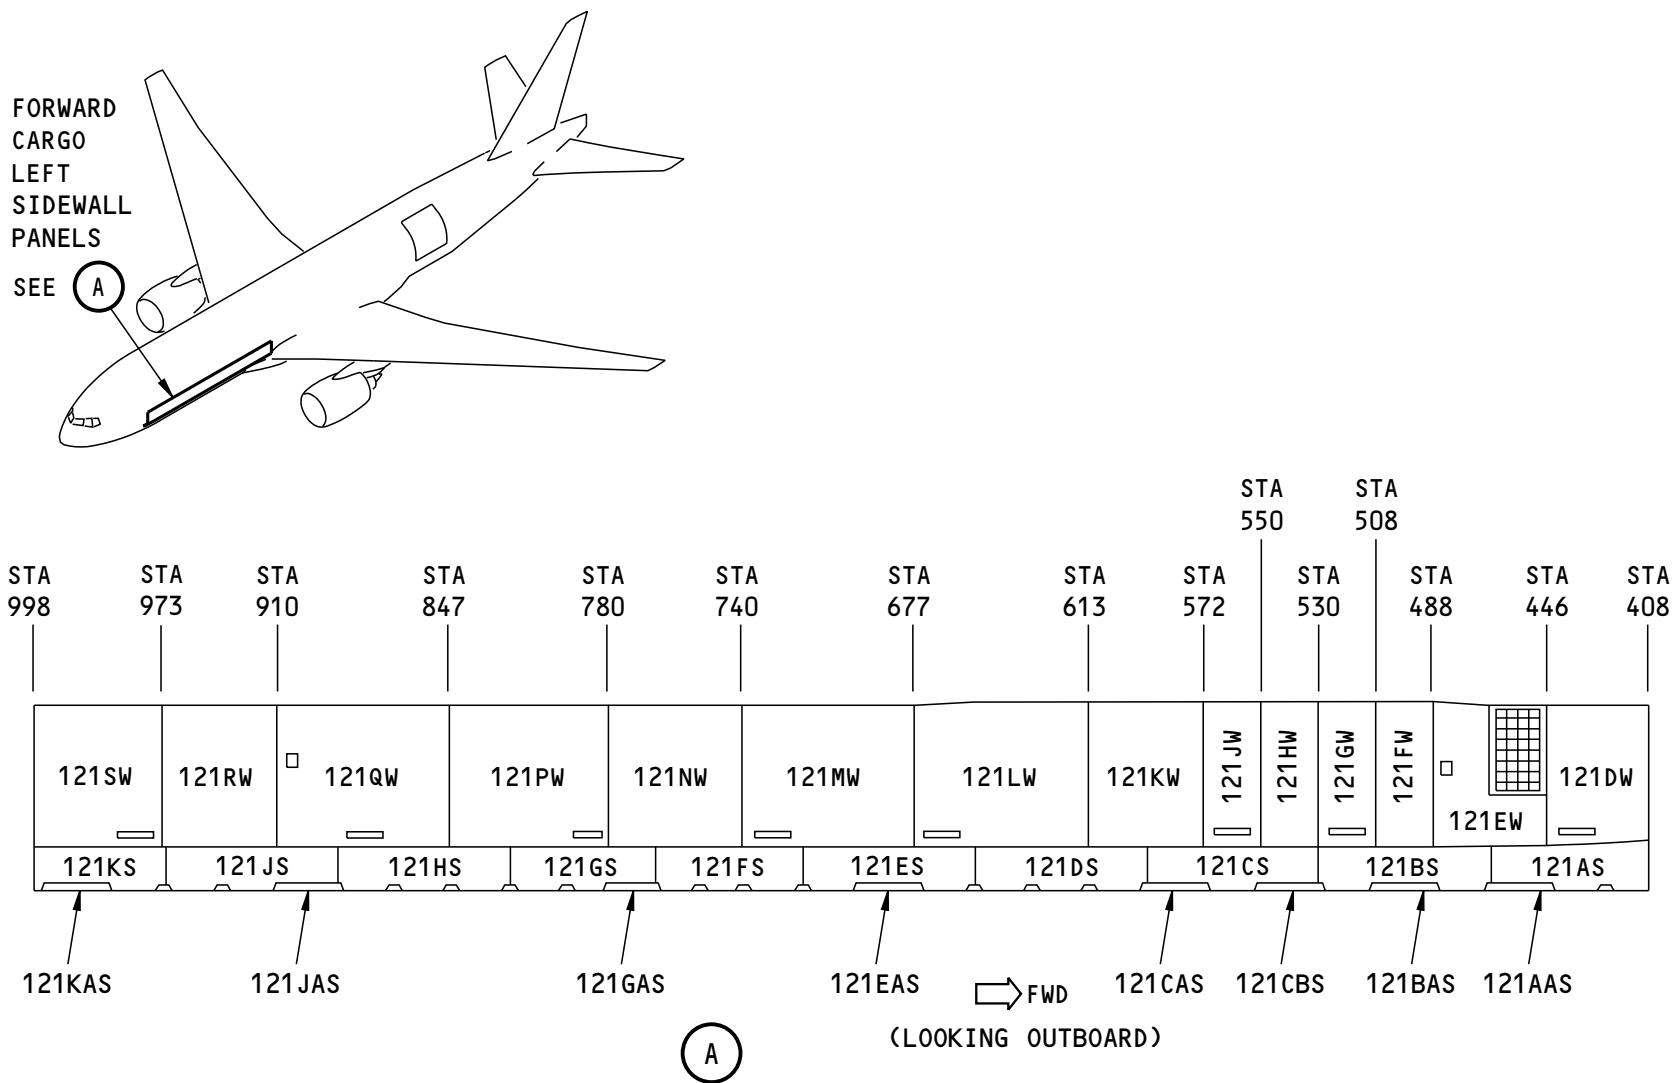 FORWARD
CARGO
LEFT
SIDEWALL
PANELS
SEE A
STA STA
550 508
STA STA STA STA STA STA STA STA STA STA STA STA STA
998 973 910 847 780 740 677 613 572 530 488 446 408
121SW 121RW 121QW 121PW 121NW 121MW 121LW 121KW 121JW 121HW 121GW 121FW 121EW 121DW
121KS 121JS 121HS 121GS 121FS 121ES 121DS 121CS 121BS 121AS
121KAS 121JAS 121GAS 121EAS 121CAS 121CBS 121BAS 121AAS
FWD
(LOOKING OUTBOARD)
A